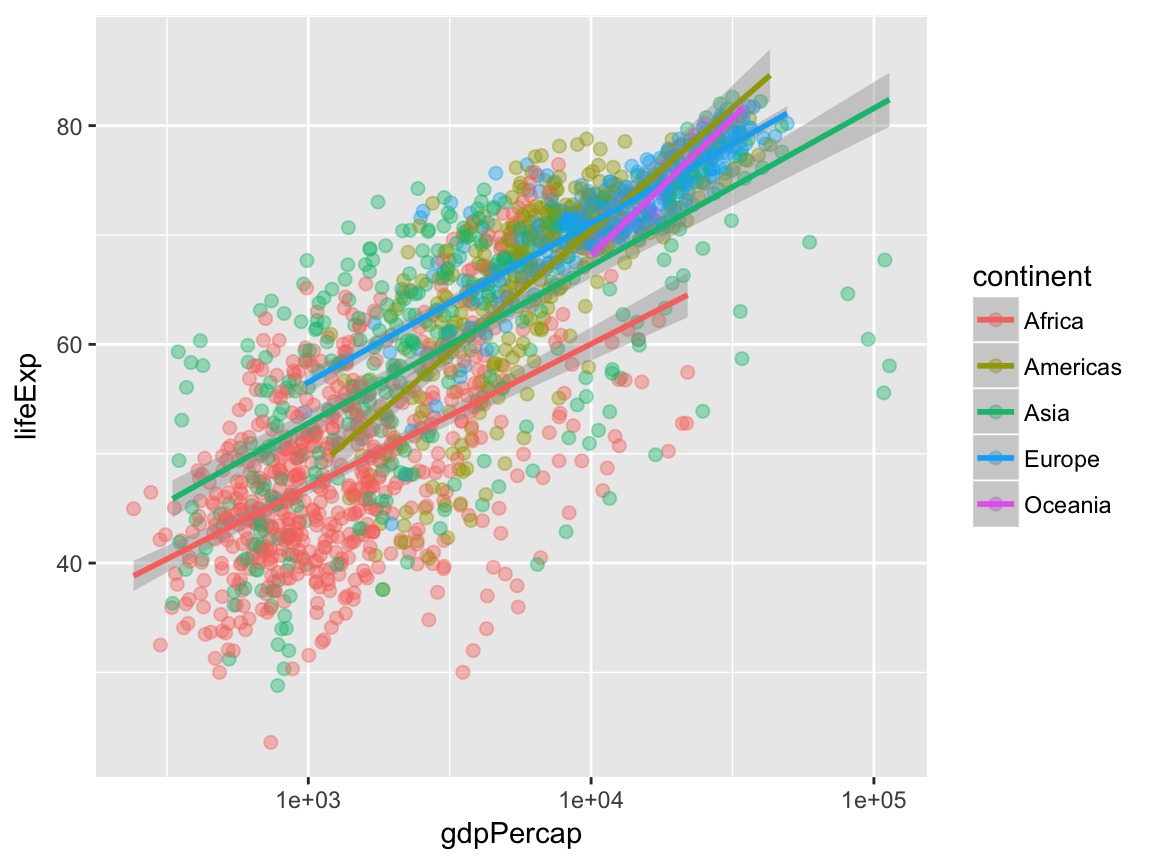 80
60
40
lifeExp
1e+03
1e+04
1e+05
gdpPercap
continent
Africa
Americas
Asia
Europe
Oceania